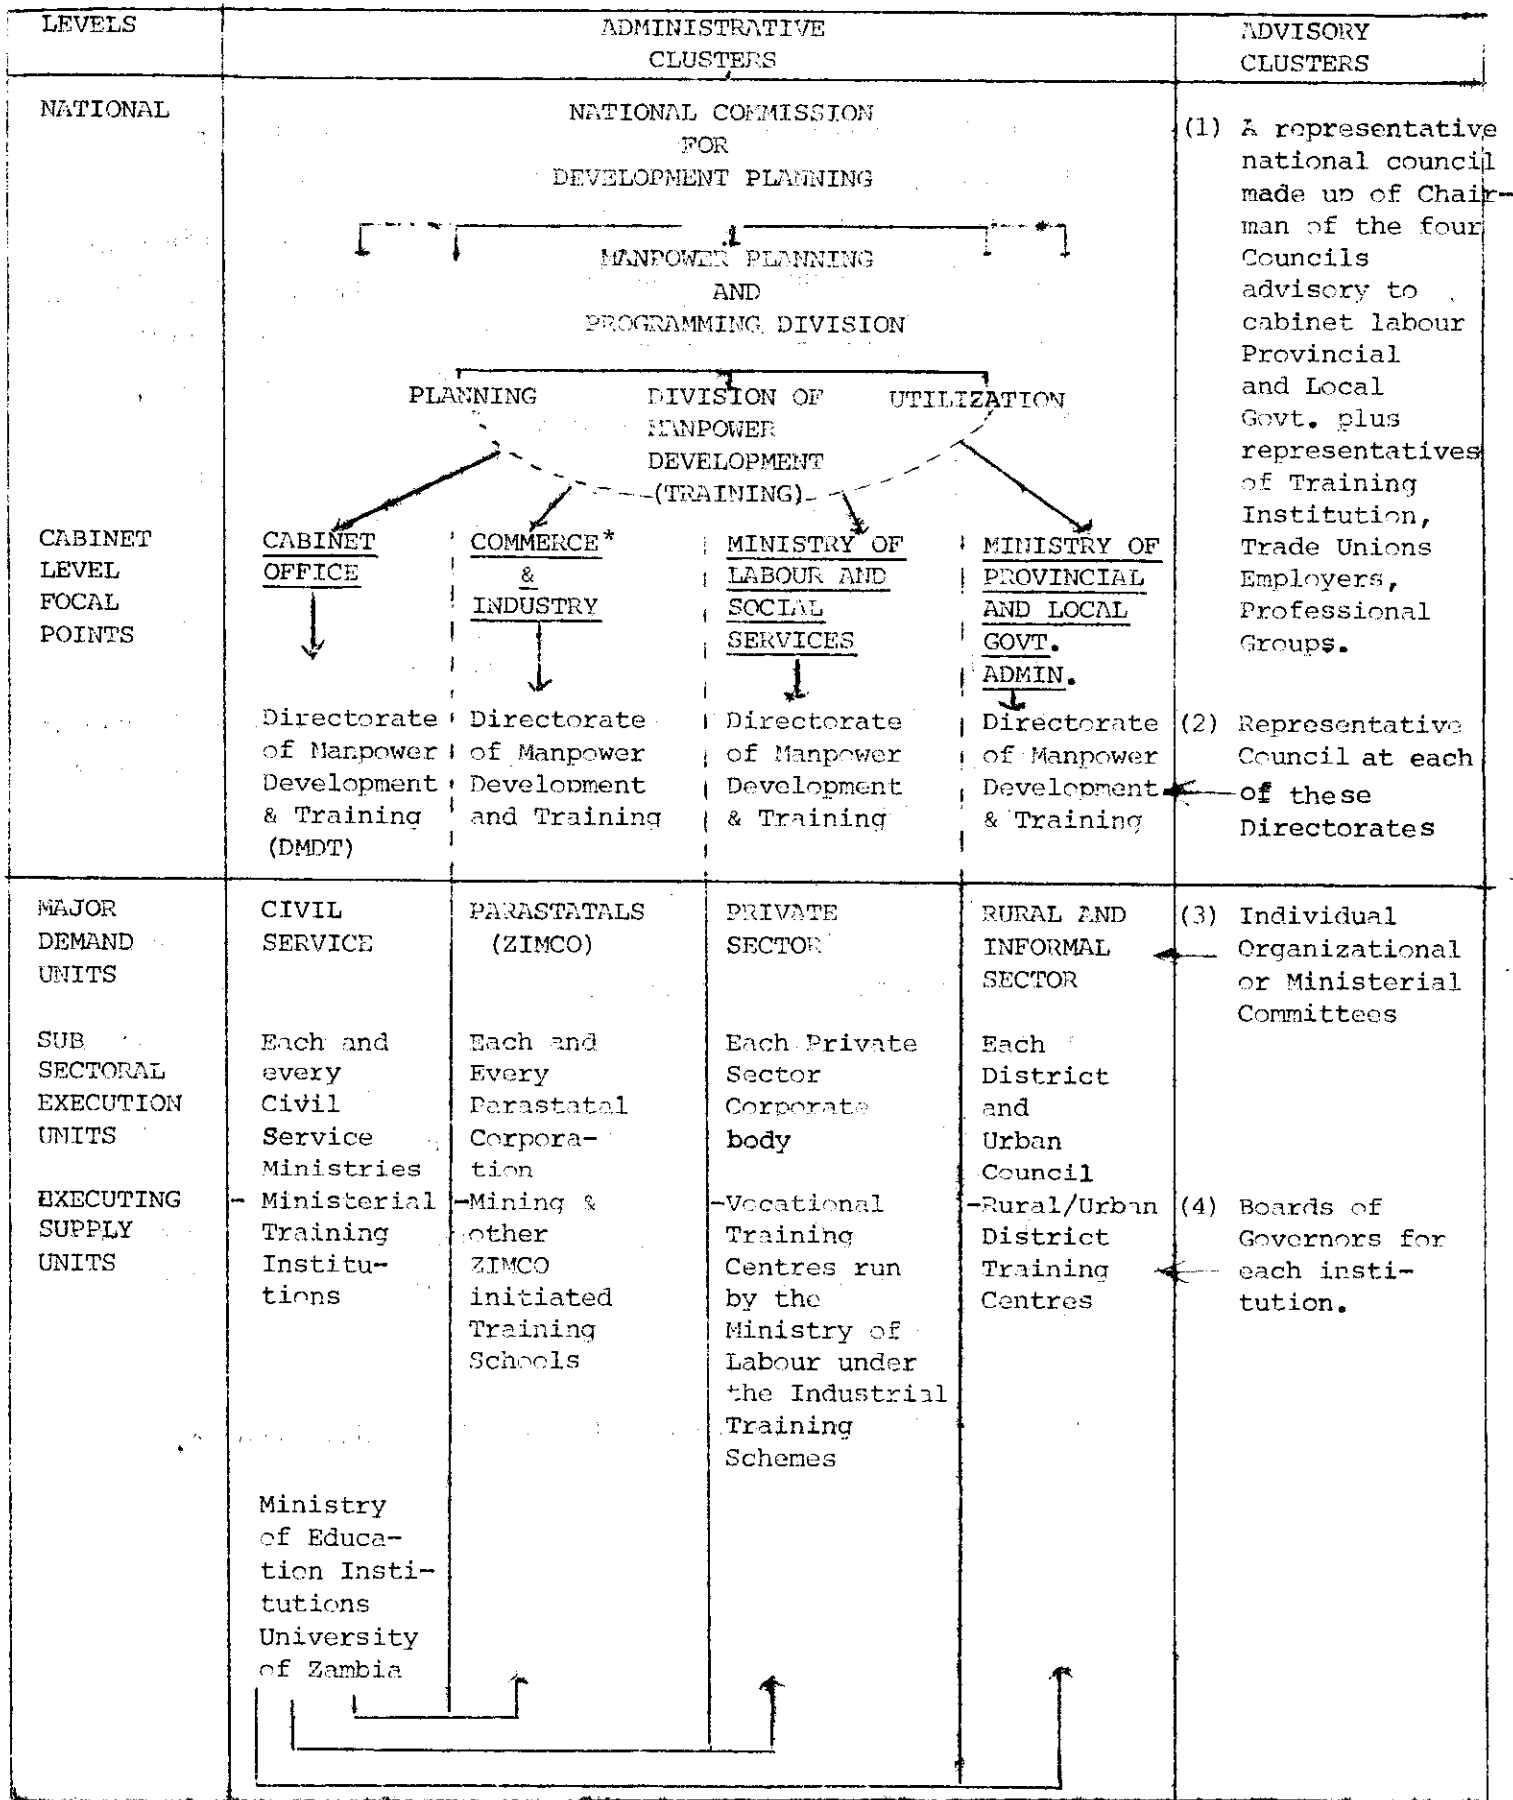 LEVELS
ADMINISTRATIVE
CLUSTERS
ADVISORY
CLUSTERS
NATIONAL
NATIONAL COMMISSION
FOR
DEVELOPMENT PLANNING
MANPOWER PLANNING
AND
PROGRAMMING DIVISION
PLANNING
DIVISION OF
MANPOWER
DEVELOPMENT
(TRAINING)
UTILIZATION
(1) A representative
national council
made up of Chair-
man of the four
Councils
advisory to
cabinet labour
Provincial
and Local
Govt. plus
representatives
of Training
Institution,
Trade Unions
Employers,
Professional
Groups.
CABINET
LEVEL
FOCAL
POINTS
CABINET
OFFICE
COMMERCE*
&
INDUSTRY
MINISTRY OF
LABOUR AND
SOCIAL
SERVICES
MINISTRY OF
PROVINCIAL
AND LOCAL
GOVT.
ADMIN.
Directorate
of Manpower
Development
& Training
(DMDT)
Directorate
of Manpower
Development
and Training
Directorate
of Manpower
Development
& Training
Directorate
of Manpower
Development
& Training
(2) Representative
Council at each
of these
Directorates
MAJOR
DEMAND
UNITS
CIVIL
SERVICE
PARASTATALS
(ZIMCO)
PRIVATE
SECTOR
RURAL AND
INFORMAL
SECTOR
(3) Individual
Organizational
or Ministerial
Committees
SUB
SECTORAL
EXECUTION
UNITS
Each and
every
Civil
Service
Ministries
Each and
Every
Parastatal
Corpora-
tion
Each Private
Sector
Corporate
body
Each
District
and
Urban
Council
EXECUTING
SUPPLY
UNITS
- Ministerial
Training
Institu-
tions
-Mining &
other
ZIMCO
initiated
Training
Schools
-Vocational
Training
Centres run
by the
Ministry of
Labour under
the Industrial
Training
Schemes
-Rural/Urban
District
Training
Centres
(4) Boards of
Governors for
each insti-
tution.
Ministry
of Educa-
tion Insti-
tutions
University
of Zambia